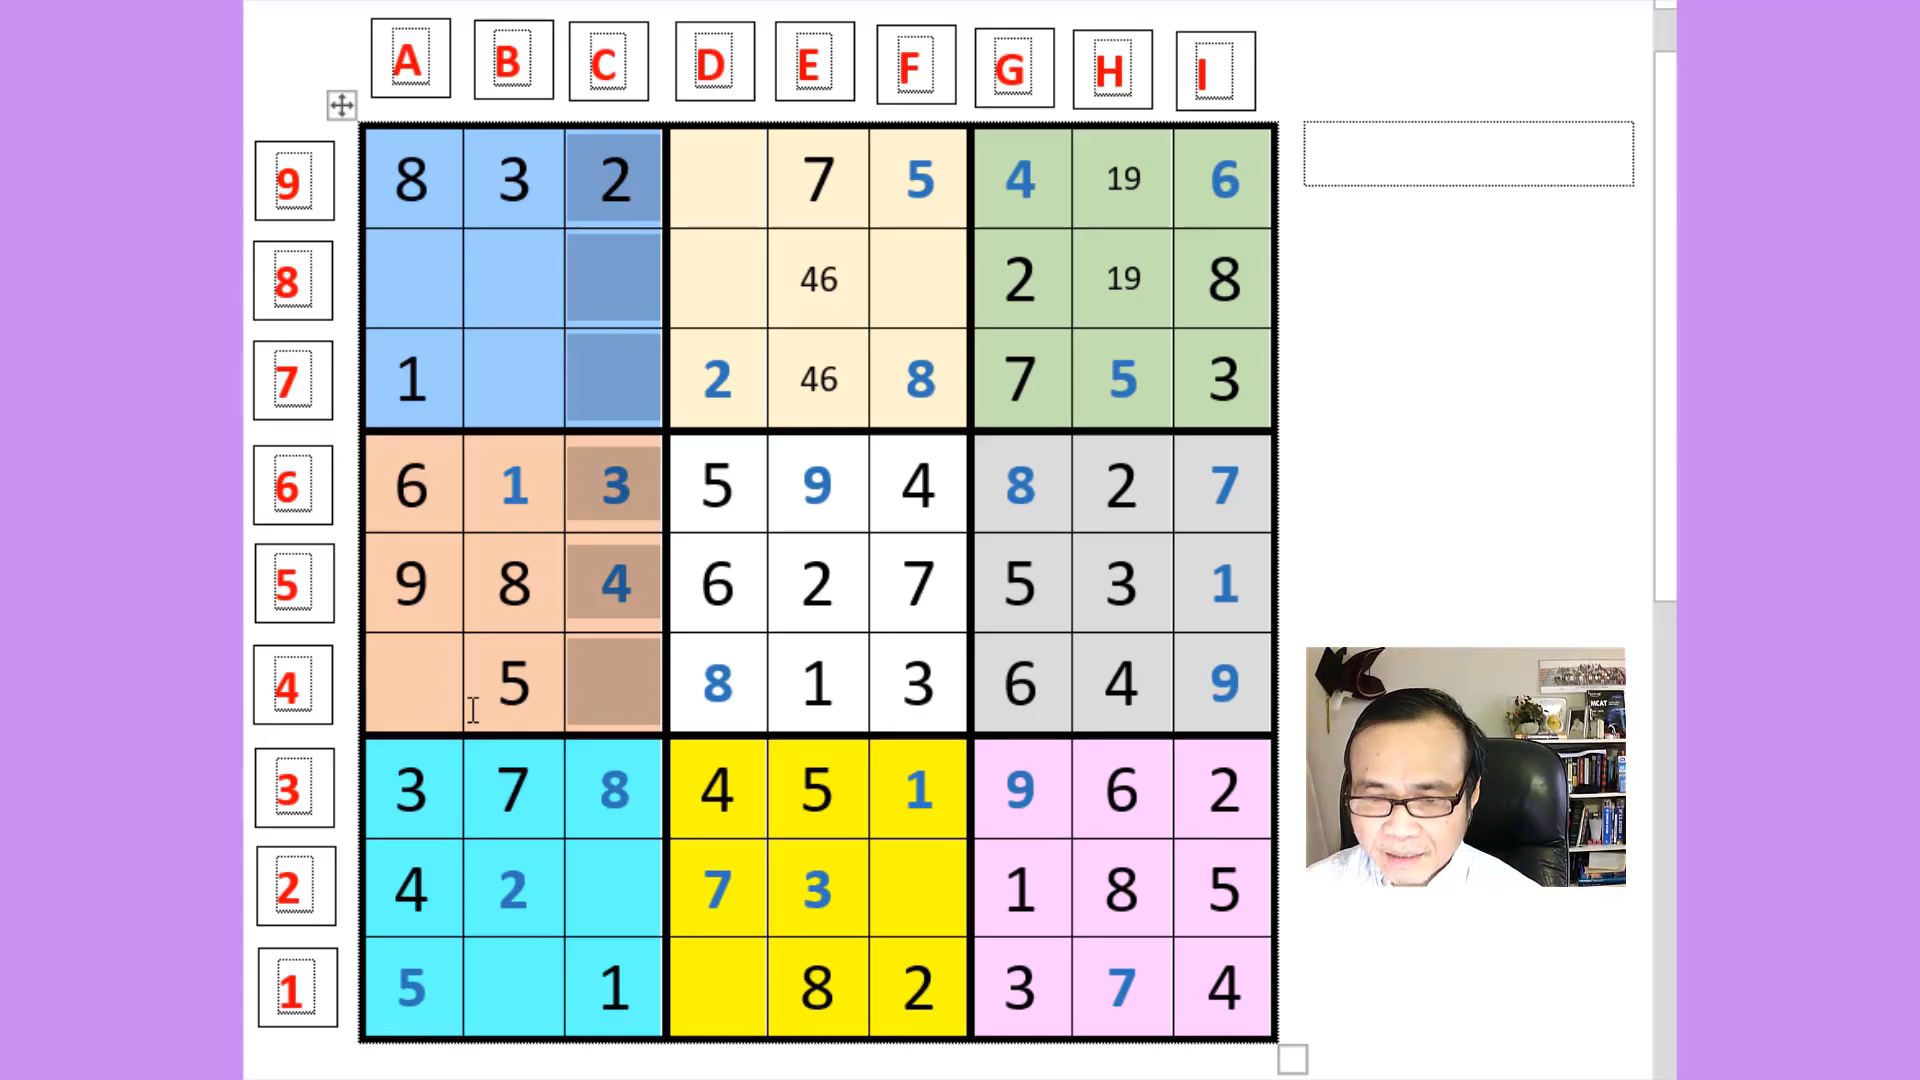 A B C D E F G H I
9 8 3 2 7 5 4 19 6
8 46 2 19 8
7 1 2 46 8 7 5 3
6 6 1 3 5 9 4 8 2 7
5 9 8 4 6 2 7 5 3 1
4 5 8 1 3 6 4 9
3 3 7 8 4 5 1 9 6 2
2 4 2 7 3 1 8 5
1 5 1 8 2 3 7 4
MCAT